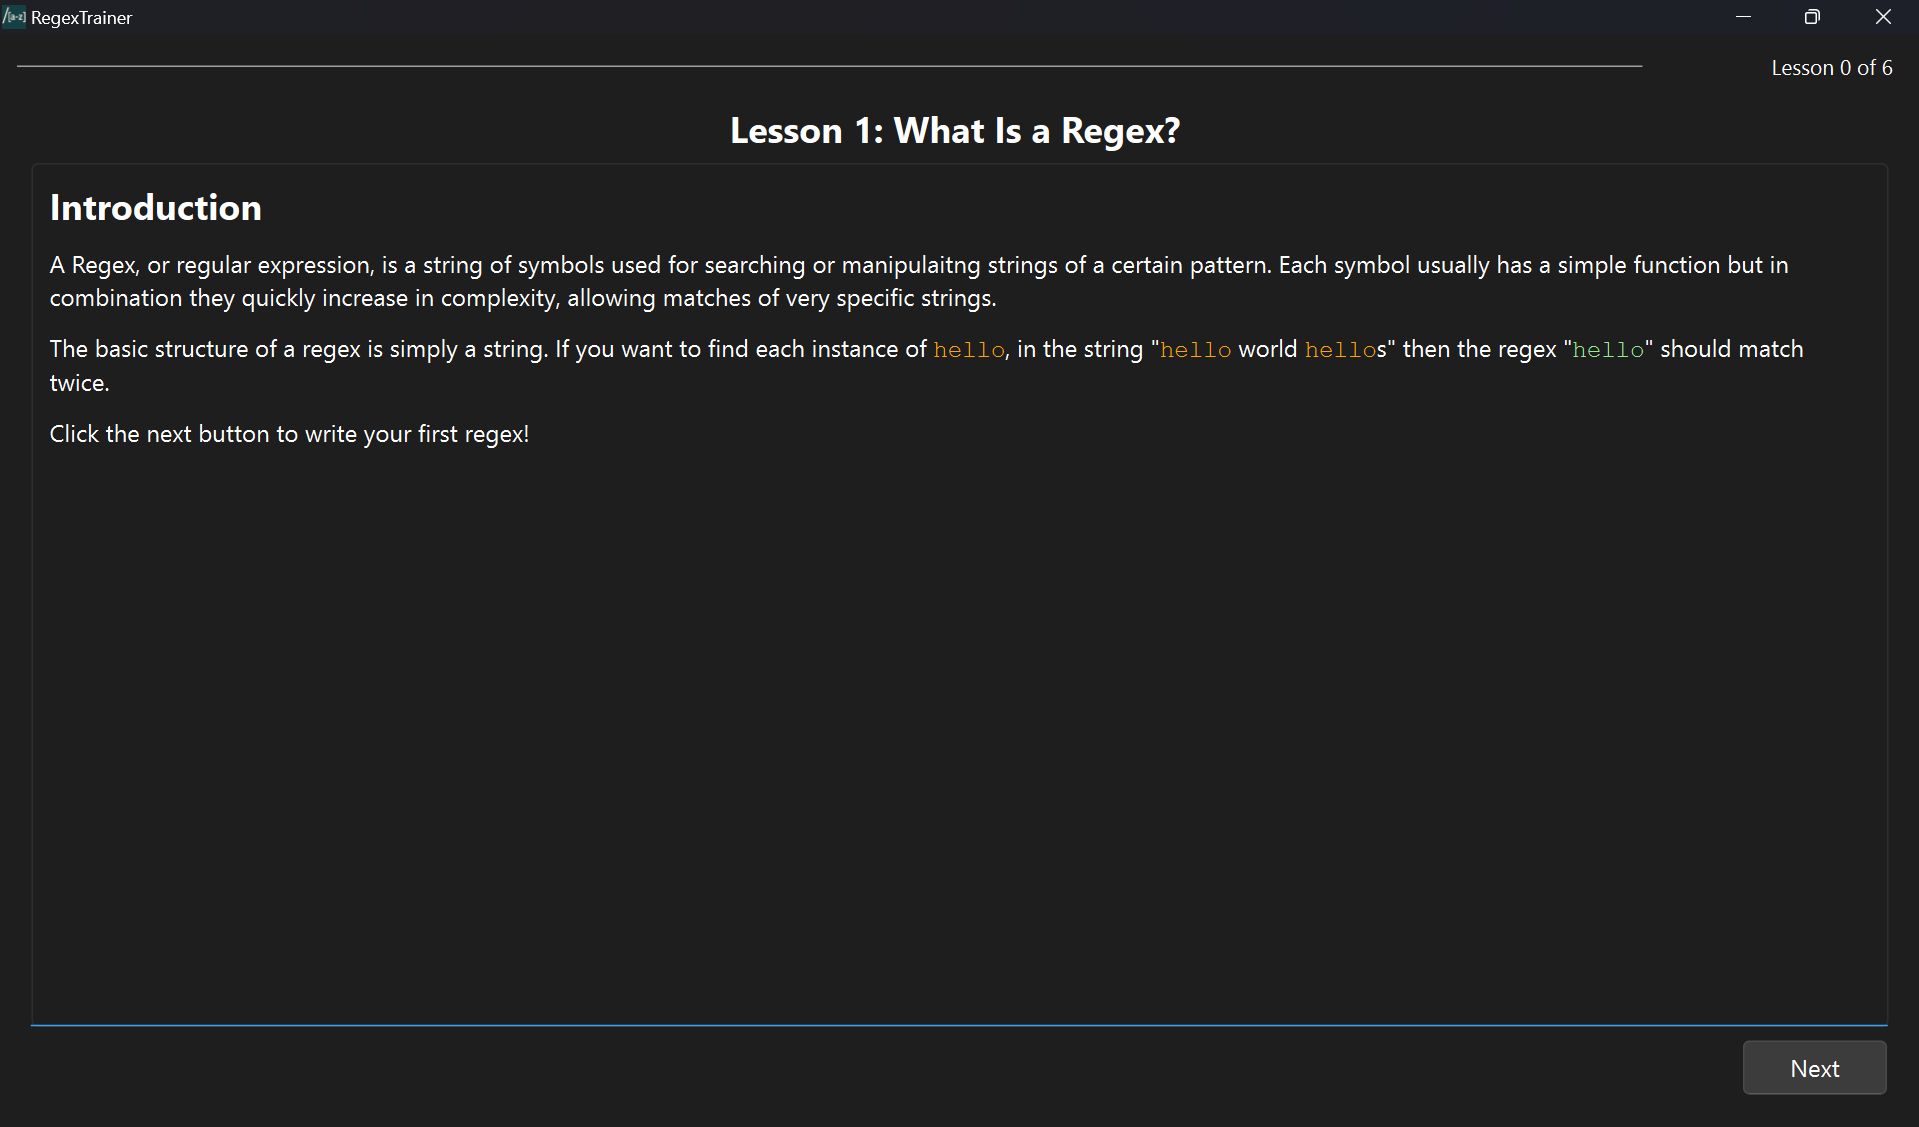 /[a-z] RegexTrainer
Lesson 0 of 6
Lesson 1: What Is a Regex?
Introduction
A Regex, or regular expression, is a string of symbols used for searching or manipulaitng strings of a certain pattern. Each symbol usually has a simple function but in
combination they quickly increase in complexity, allowing matches of very specific strings.
The basic structure of a regex is simply a string. If you want to find each instance of hello, in the string "hello world hellos" then the regex "hello" should match
twice.
Click the next button to write your first regex!
Next